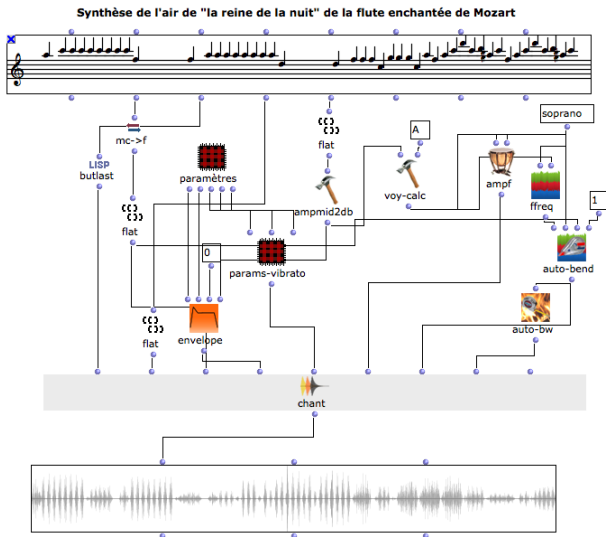 Synthèse de l'air de "la reine de la nuit" de la flute enchantée de Mozart
soprano
A
mc->f
flat
LISP
butlast
paramètres
ampmid2db
voy-calc
ampf
ffreq
1
flat
0
params-vibrato
auto-bend
flat
envelope
auto-bw
chant